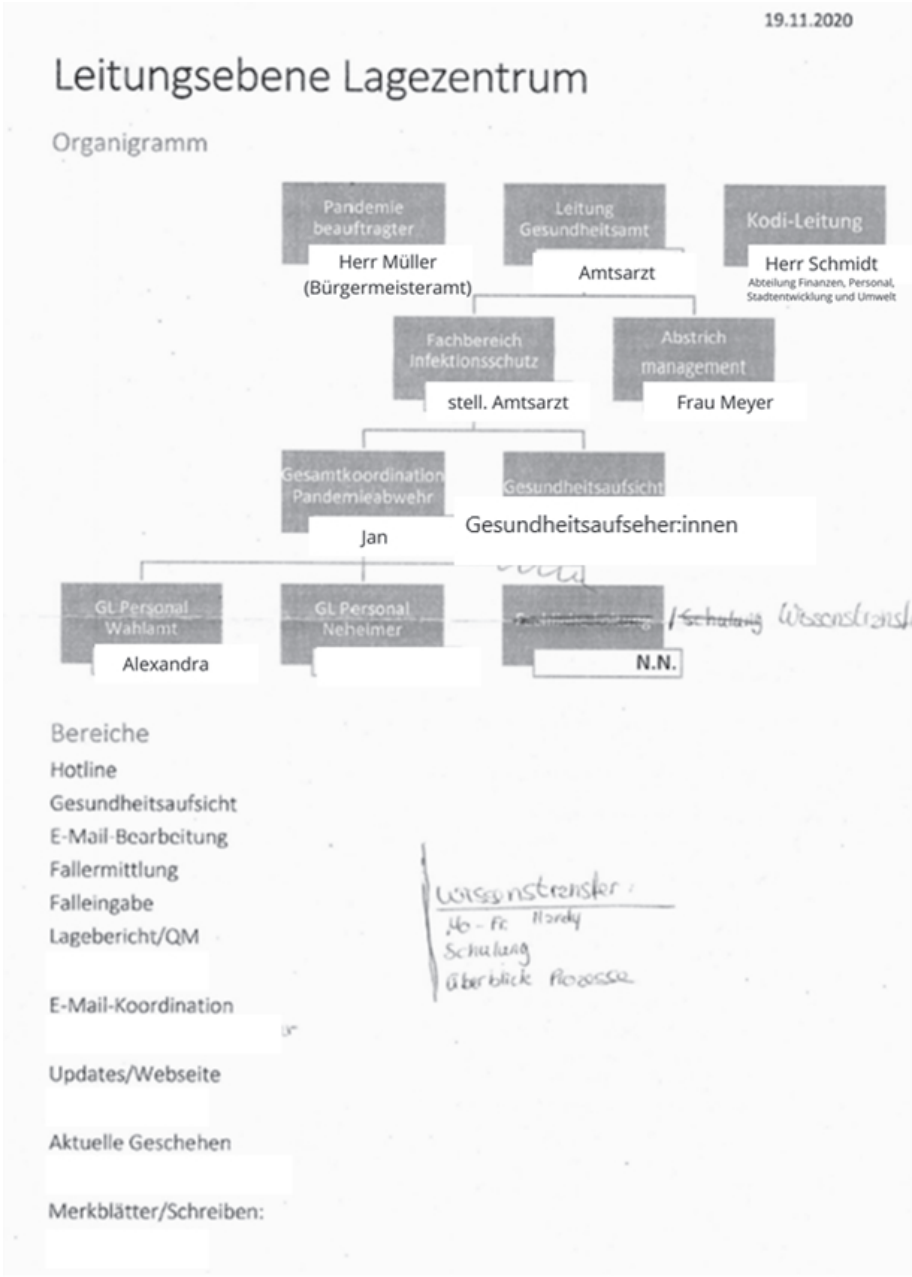 19.11.2020
Leitungsebene Lagezentrum
Organigramm
Pandemie
beauftragter
Herr Müller
(Bürgermeisteramt)
Leitung
Gesundheitsamt
Amtsarzt
Kodi-Leitung
Herr Schmidt
Abteilung Finanzen, Personal,
Stadtentwicklung und Umwelt
Fachbereich
Infektionsschutz
stell. Amtsarzt
Abstrich
management
Frau Meyer
Gesamtkoordination
Pandemieabwehr
Jan
Gesundheitsaufsicht
Gesundheitsaufseher:innen
GL Personal
Wahlamt
Alexandra
GL Personal
Neheimer
N.N.
/ Schulung Wissenstransf
Bereiche
Hotline
Gesundheitsaufsicht
E-Mail-Bearbeitung
Fallermittlung
Falleingabe
Lagebericht/QM
E-Mail-Koordination
Updates/Webseite
Aktuelle Geschehen
Merkblätter/Schreiben:
Wissenstransfer:
Mo-Fr Handy
Schulung
Überblick Prozesse